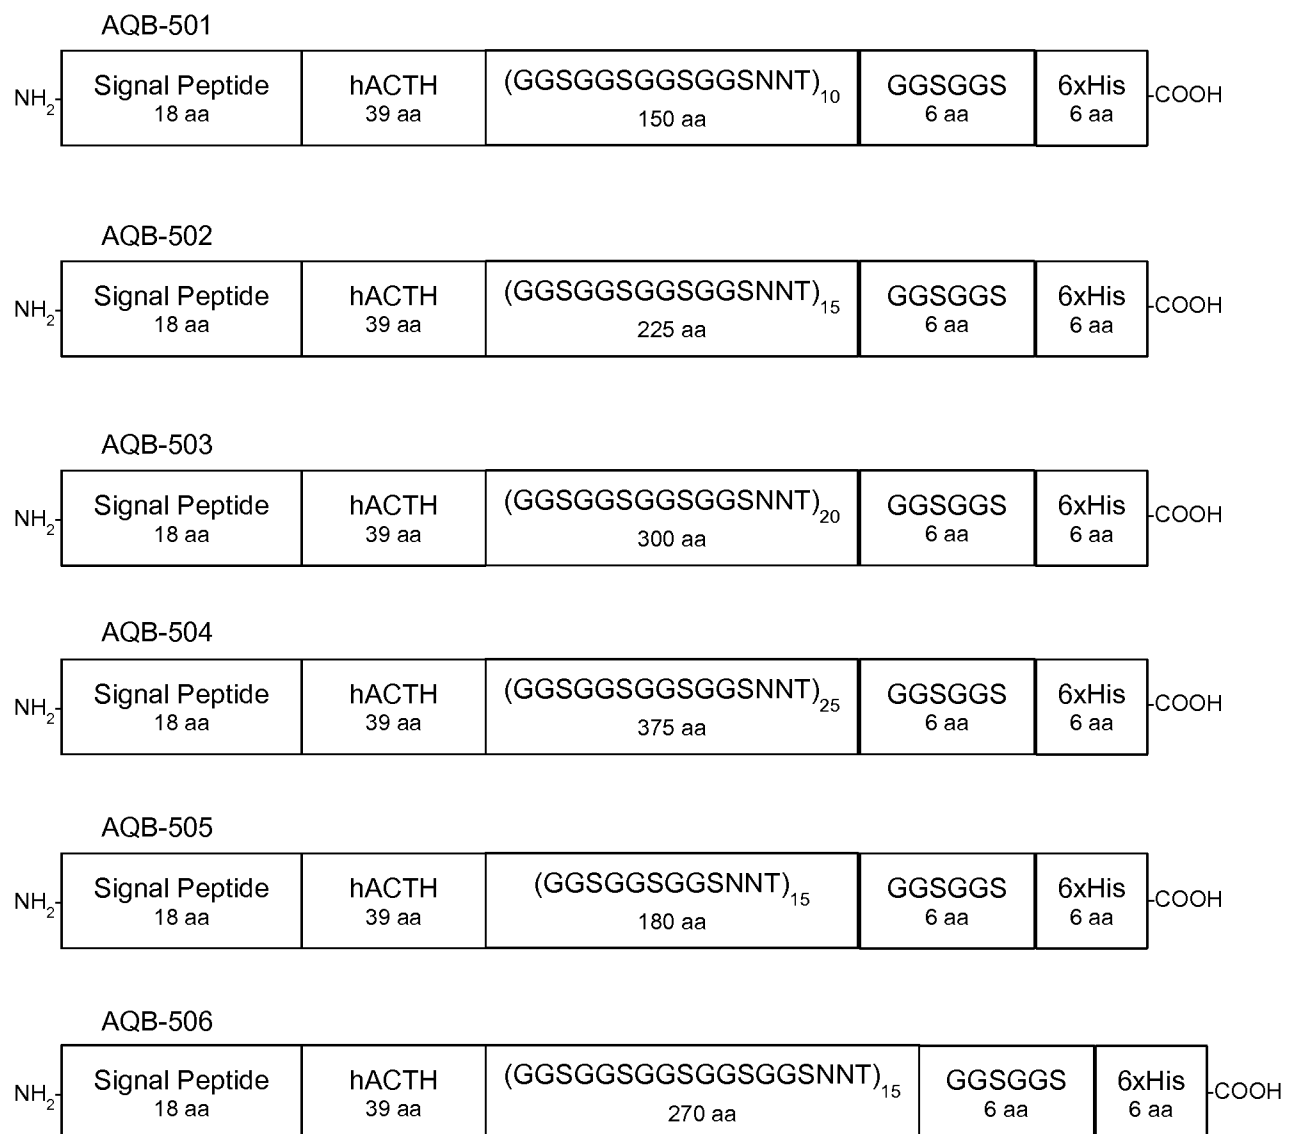 AQB-501
NH2 Signal Peptide hACTH (GGSGGSGGSGGSNNT)10 GGSGGS 6xHis -COOH
18 aa 39 aa 150 aa 6 aa 6 aa
AQB-502
NH2 Signal Peptide hACTH (GGSGGSGGSGGSNNT)15 GGSGGS 6xHis -COOH
18 aa 39 aa 225 aa 6 aa 6 aa
AQB-503
NH2 Signal Peptide hACTH (GGSGGSGGSGGSNNT)20 GGSGGS 6xHis -COOH
18 aa 39 aa 300 aa 6 aa 6 aa
AQB-504
NH2 Signal Peptide hACTH (GGSGGSGGSGGSNNT)25 GGSGGS 6xHis -COOH
18 aa 39 aa 375 aa 6 aa 6 aa
AQB-505
NH2 Signal Peptide hACTH (GGSGGSGGSNNT)15 GGSGGS 6xHis -COOH
18 aa 39 aa 180 aa 6 aa 6 aa
AQB-506
NH2 Signal Peptide hACTH (GGSGGSGGSGGSGGSNNT)15 GGSGGS 6xHis -COOH
18 aa 39 aa 270 aa 6 aa 6 aa